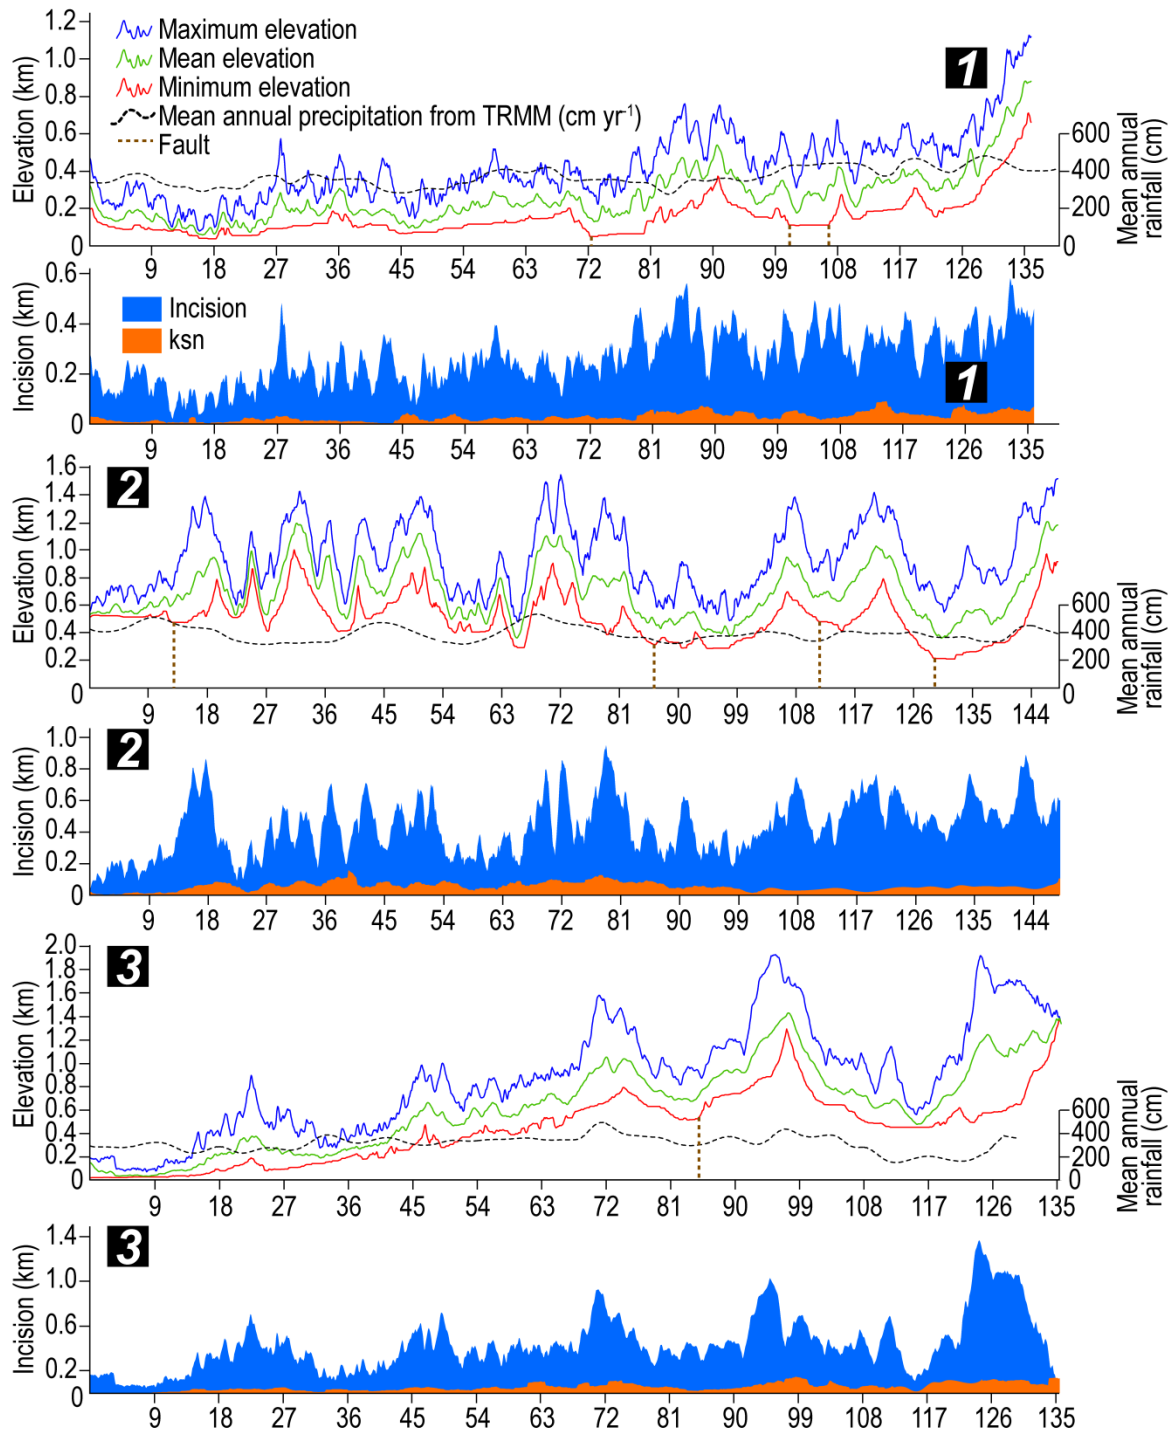 Elevation (km)
1.2
1.0
0.8
0.6
0.4
0.2
0
Maximum elevation
Mean elevation
Minimum elevation
Mean annual precipitation from TRMM (cm yr⁻¹)
Fault
1
600
400
200
0
Mean annual
rainfall (cm)
9 18 27 36 45 54 63 72 81 90 99 108 117 126 135
Incision (km)
0.6
0.4
0.2
0
Incision
ksn
1
9 18 27 36 45 54 63 72 81 90 99 108 117 126 135
Elevation (km)
1.6
1.4
1.2
1.0
0.8
0.6
0.4
0.2
0
2
600
400
200
0
Mean annual
rainfall (cm)
9 18 27 36 45 54 63 72 81 90 99 108 117 126 135 144
Incision (km)
1.0
0.8
0.6
0.4
0.2
0
2
9 18 27 36 45 54 63 72 81 90 99 108 117 126 135 144
Elevation (km)
2.0
1.8
1.6
1.4
1.2
1.0
0.8
0.6
0.4
0.2
0
3
600
400
200
0
Mean annual
rainfall (cm)
9 18 27 36 45 54 63 72 81 90 99 108 117 126 135
Incision (km)
1.4
1.0
0.6
0.2
0
3
9 18 27 36 45 54 63 72 81 90 99 108 117 126 135